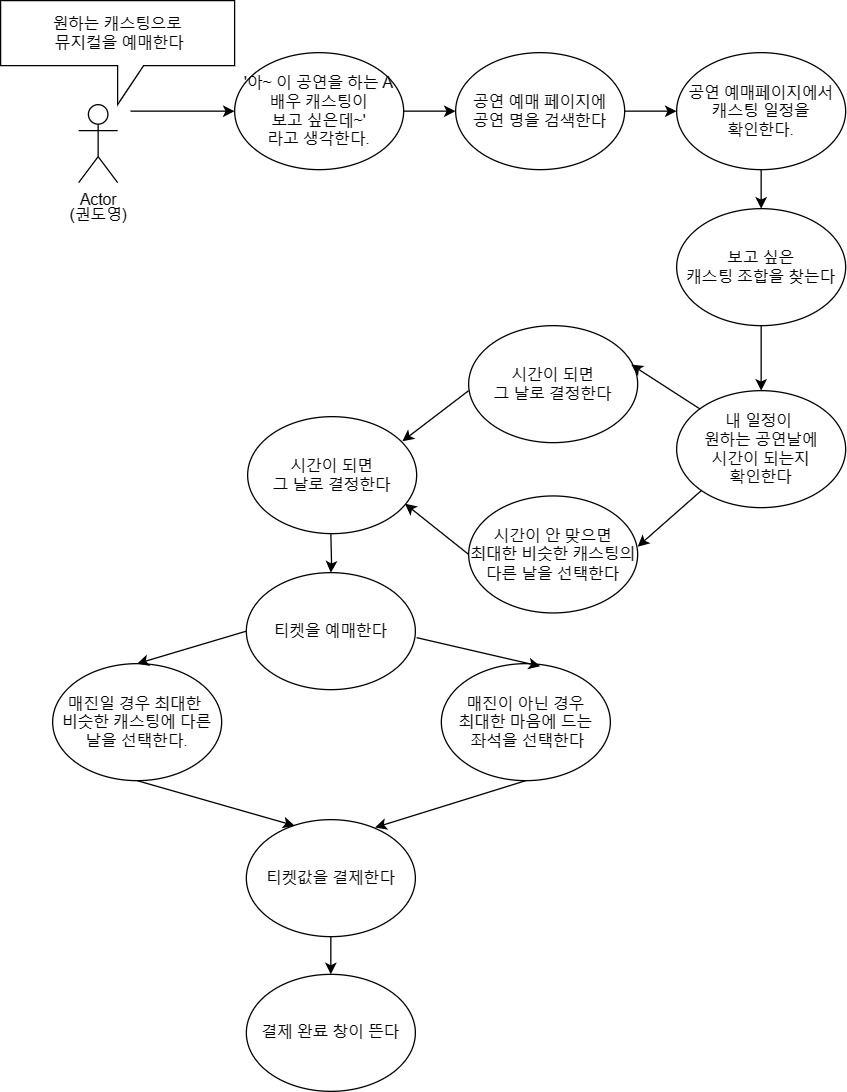 원하는 캐스팅으로
뮤지컬을 예매한다
Actor
(권도영)
'아~ 이 공연을 하는 A
배우 캐스팅이
보고 싶은데~'
라고 생각한다.
공연 예매 페이지에
공연 명을 검색한다
공연 예매페이지에서
캐스팅 일정을
확인한다.
보고 싶은
캐스팅 조합을 찾는다
내 일정이
원하는 공연날에
시간이 되는지
확인한다
시간이 되면
그 날로 결정한다
시간이 안 맞으면
최대한 비슷한 캐스팅의
다른 날을 선택한다
시간이 되면
그 날로 결정한다
티켓을 예매한다
매진일 경우 최대한
비슷한 캐스팅에 다른
날을 선택한다.
매진이 아닌 경우
최대한 마음에 드는
좌석을 선택한다
티켓값을 결제한다
결제 완료 창이 뜬다